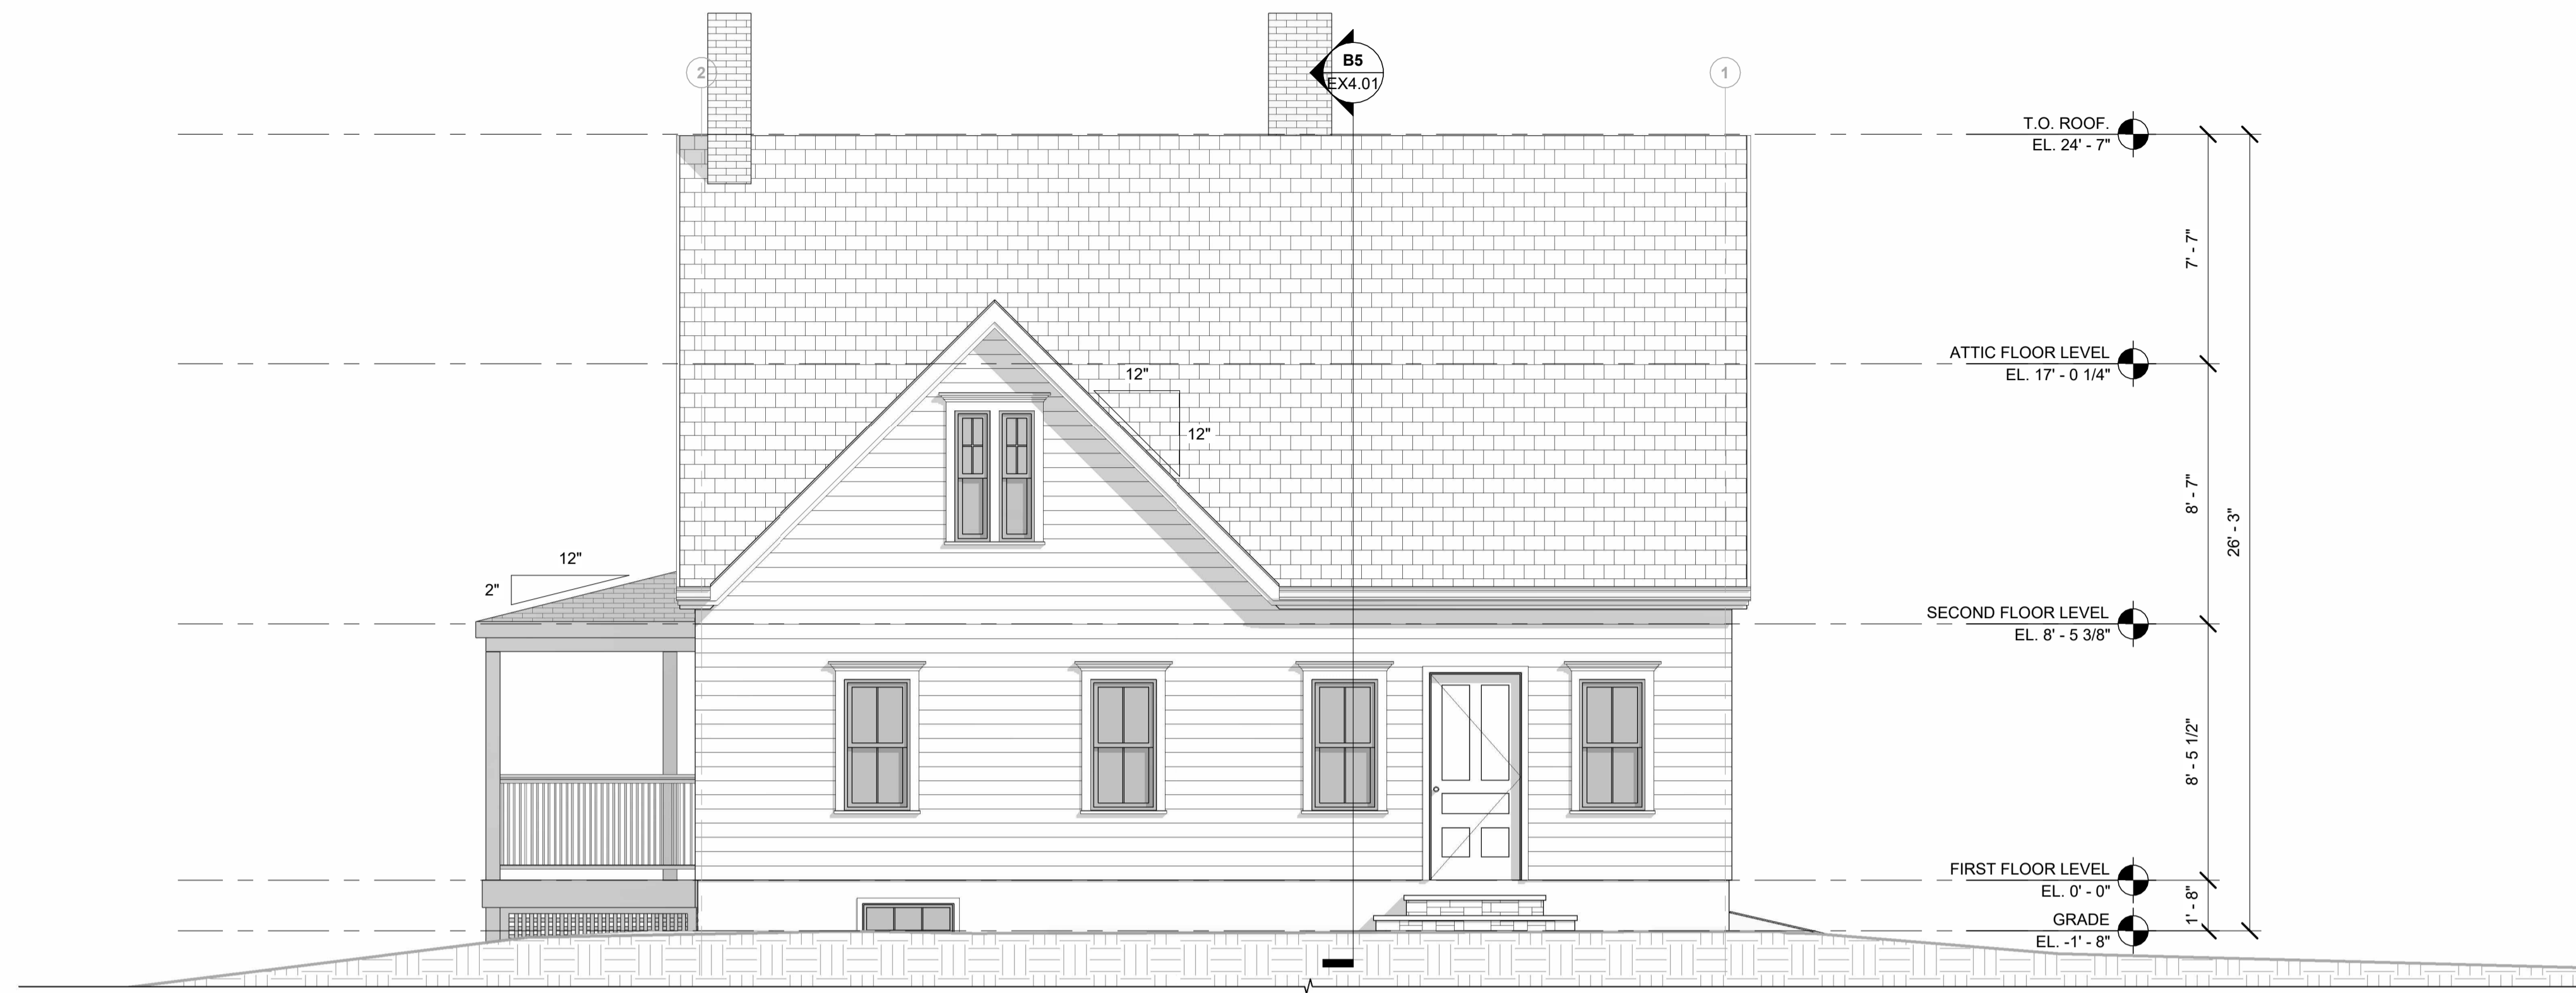 2
B5
EX4.01
1
T.O. ROOF.
EL. 24' - 7"
7' - 7"
ATTIC FLOOR LEVEL
EL. 17' - 0 1/4"
12"
12"
8' - 7"
26' - 3"
12"
2"
SECOND FLOOR LEVEL
EL. 8' - 5 3/8"
8' - 5 1/2"
FIRST FLOOR LEVEL
EL. 0' - 0"
1' - 8"
GRADE
EL. -1' - 8"